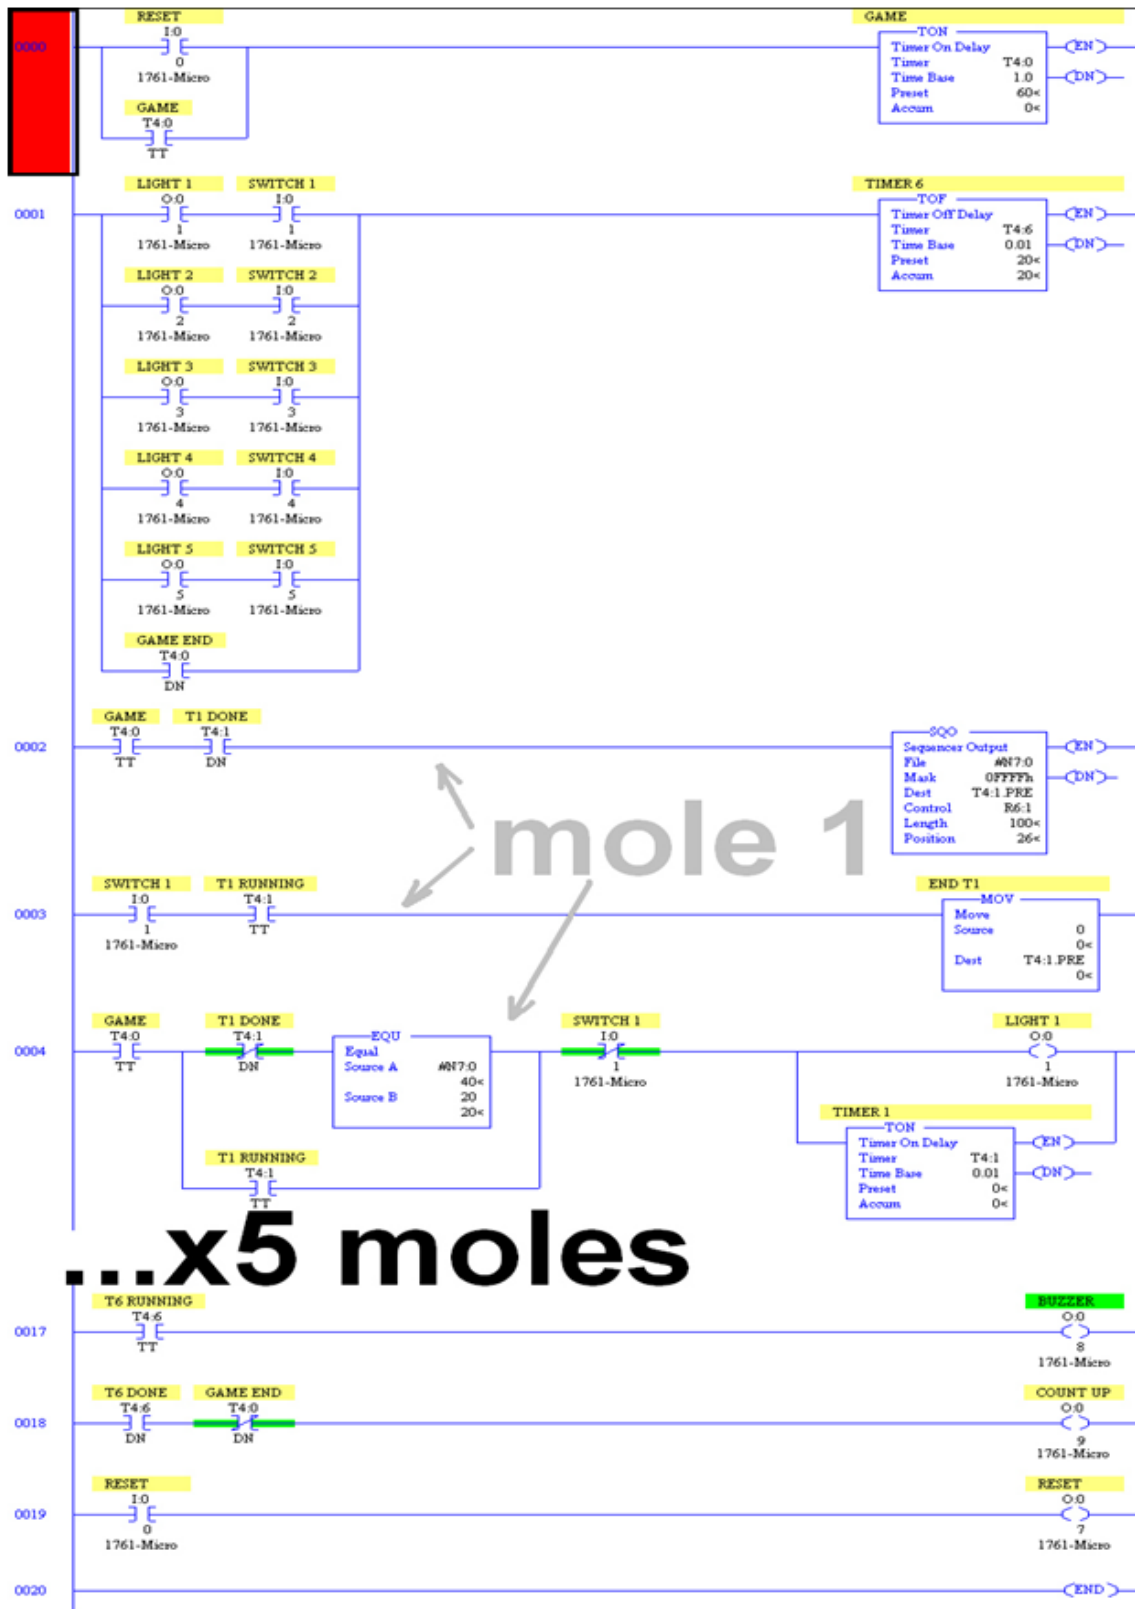 RESET GAME
I:0 TON
0000 Timer On Delay EN
0 Timer T4:0
1761-Micro Time Base 1.0 DN
Preset 60<
GAME Accum 0<
T4:0
TT
LIGHT 1 SWITCH 1 TIMER 6
O:0 I:0 TOF
0001 Timer Off Delay EN
1 1 Timer T4:6
1761-Micro 1761-Micro Time Base 0.01 DN
Preset 20<
LIGHT 2 SWITCH 2 Accum 20<
O:0 I:0
2 2
1761-Micro 1761-Micro
LIGHT 3 SWITCH 3
O:0 I:0
3 3
1761-Micro 1761-Micro
LIGHT 4 SWITCH 4
O:0 I:0
4 4
1761-Micro 1761-Micro
LIGHT 5 SWITCH 5
O:0 I:0
5 5
1761-Micro 1761-Micro
GAME END
T4:0
DN
GAME T1 DONE
T4:0 T4:1 SQO
0002 Sequencer Output EN
TT DN File #N7:0
Mask 0FFFFh DN
Dest T4:1.PRE
Control R6:1
Length 100<
Position 26<
mole 1
SWITCH 1 T1 RUNNING END T1
I:0 T4:1 MOV
0003 Move
1 TT Source 0
1761-Micro 0<
Dest T4:1.PRE
0<
GAME T1 DONE SWITCH 1 LIGHT 1
T4:0 T4:1 EQU I:0 O:0
0004 Equal
TT DN Source A #N7:0 1 1
40< 1761-Micro 1761-Micro
Source B 20
20< TIMER 1
TON
Timer On Delay EN
T1 RUNNING Timer T4:1
T4:1 Time Base 0.01 DN
TT Preset 0<
Accum 0<
...x5 moles
T6 RUNNING BUZZER
T4:6 O:0
0017
TT 8
1761-Micro
T6 DONE GAME END COUNT UP
T4:6 T4:0 O:0
0018
DN DN 9
1761-Micro
RESET RESET
I:0 O:0
0019
0 7
1761-Micro 1761-Micro
0020 END